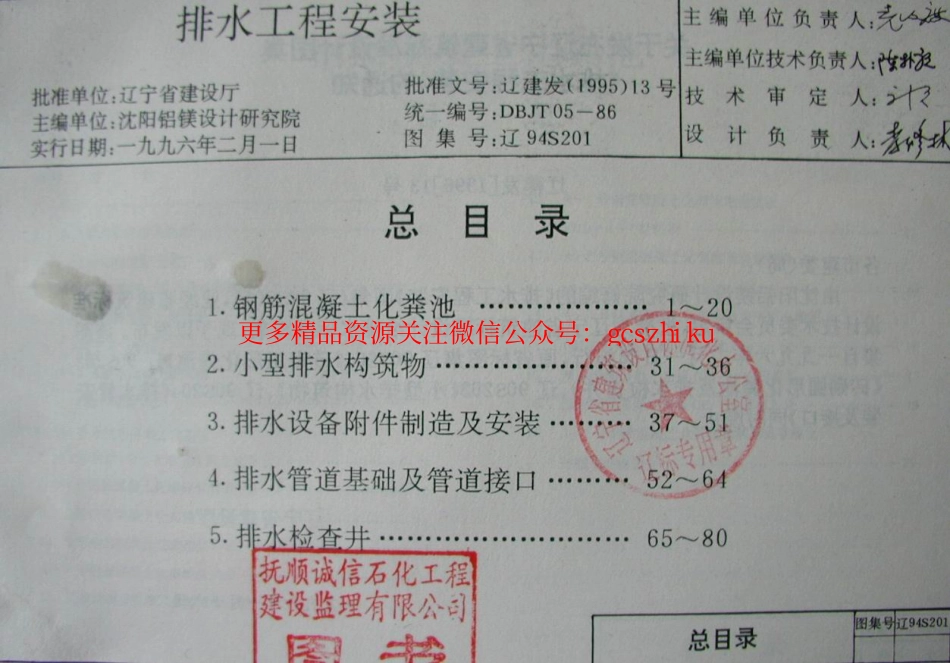 排水工程安装
批准单位:辽宁省建设厅
主编单位:沈阳铝镁设计研究院
实行日期:一九九六年二月一日
批准文号:辽建发(1995)13号
统一编号:DBJT 05-86
图集号:辽 94S201
主编单位负责人:
主编单位技术负责人:
技术审定人:
设计负责人:
总目录
1. 钢筋混凝土化粪池 ……………… 1~20
更多精品资源关注微信公众号：gcszhiku
2. 小型排水构筑物 ……………… 31~36
3. 排水设备附件制造及安装 ……… 37~51
4. 排水管道基础及管道接口 ……… 52~64
5. 排水检查井 ……………………… 65~80
辽标专用章
抚顺诚信石化工程
建设监理有限公司
图书
总目录
图集号 辽94S201